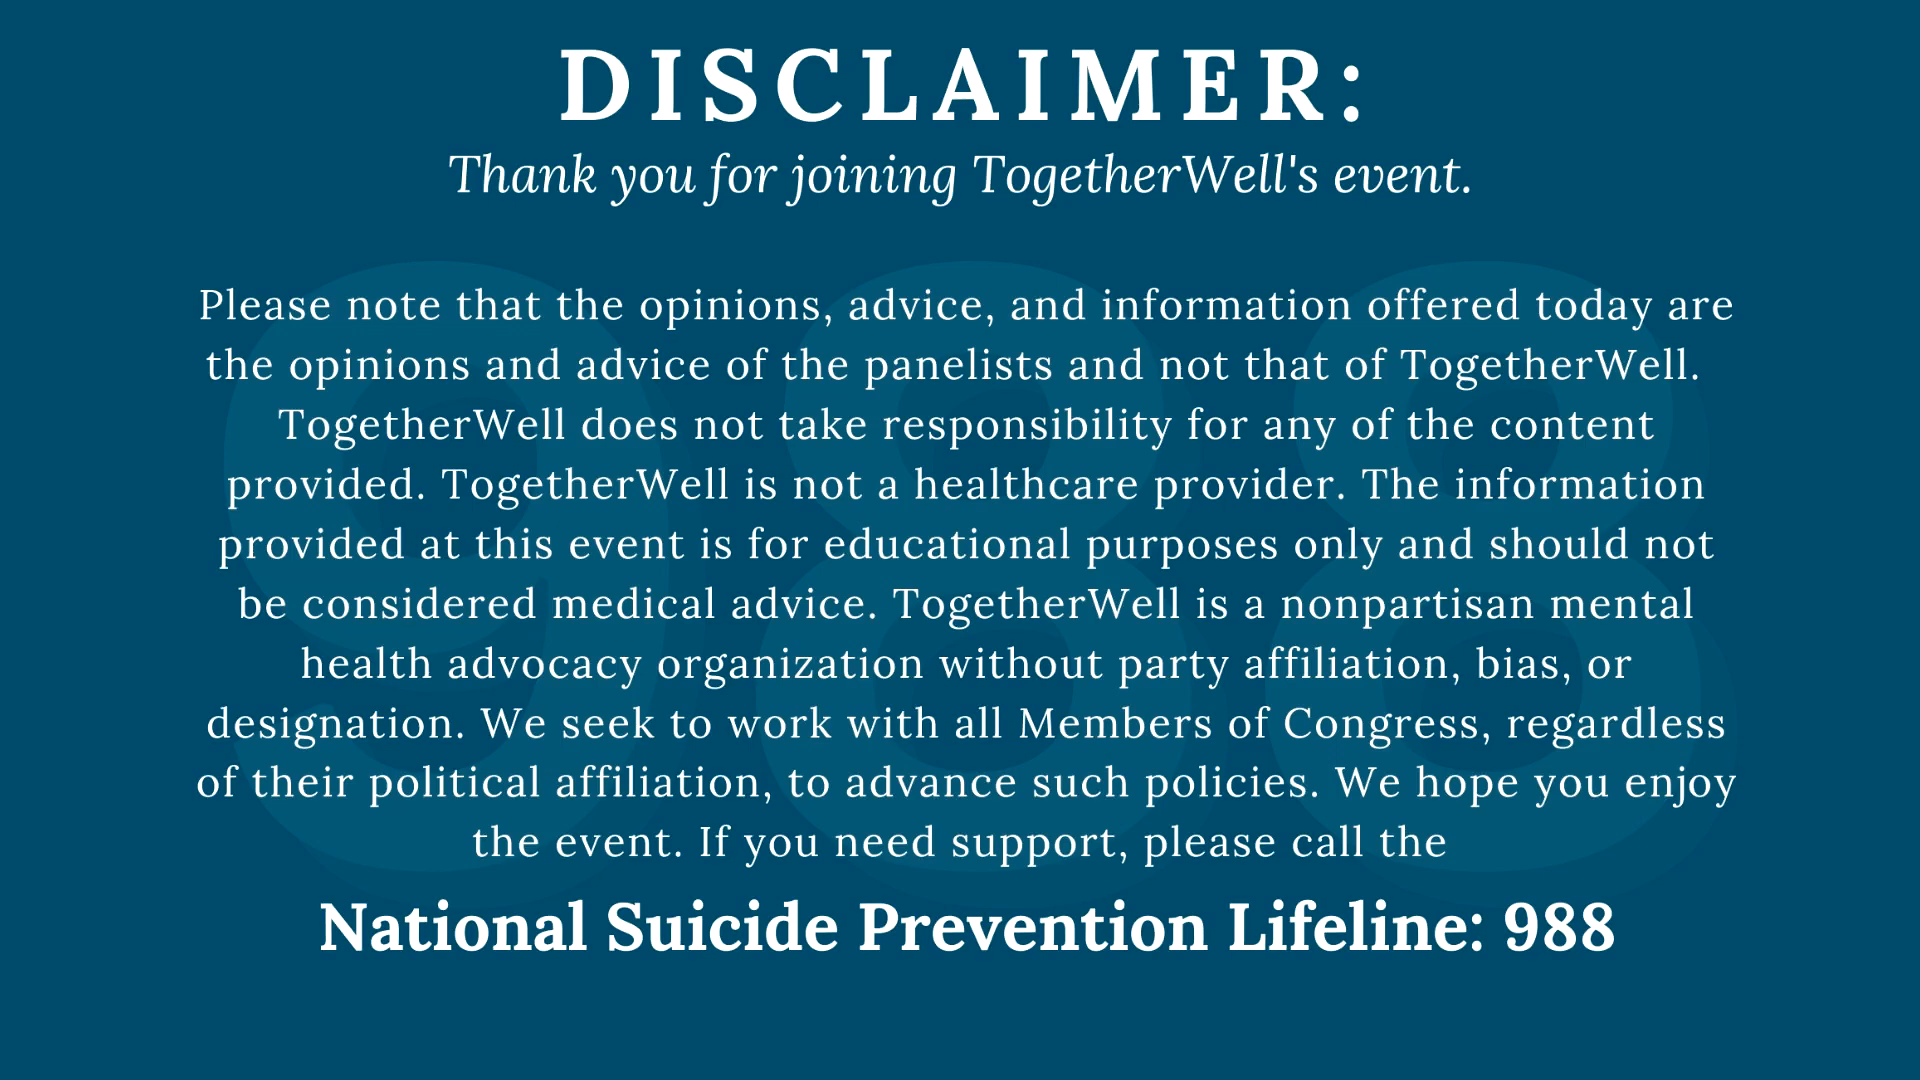 DISCLAIMER:
Thank you for joining TogetherWell's event.
Please note that the opinions, advice, and information offered today are
the opinions and advice of the panelists and not that of TogetherWell.
TogetherWell does not take responsibility for any of the content
provided. TogetherWell is not a healthcare provider. The information
provided at this event is for educational purposes only and should not
be considered medical advice. TogetherWell is a nonpartisan mental
health advocacy organization without party affiliation, bias, or
designation. We seek to work with all Members of Congress, regardless
of their political affiliation, to advance such policies. We hope you enjoy
the event. If you need support, please call the
National Suicide Prevention Lifeline: 988
988